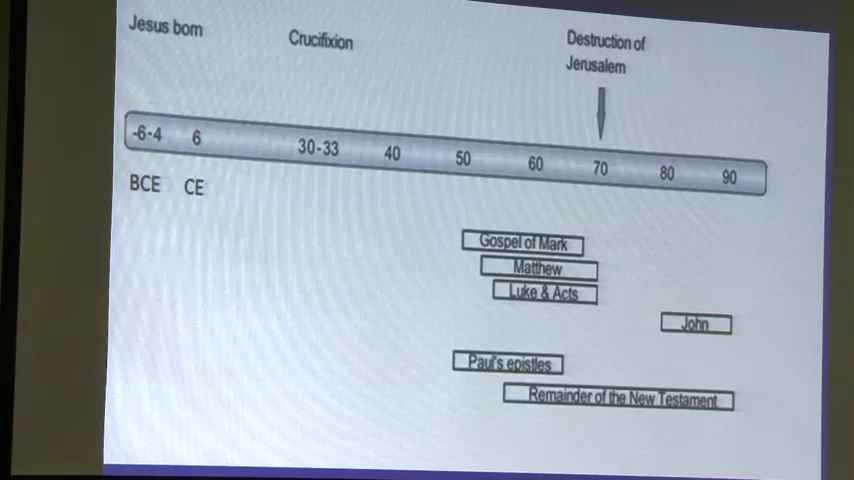 Jesus born
Crucifixion
Destruction of
Jerusalem
-6-4 6 30-33 40 50 60 70 80 90
BCE CE
Gospel of Mark
Matthew
Luke & Acts
John
Paul's epistles
Remainder of the New Testament